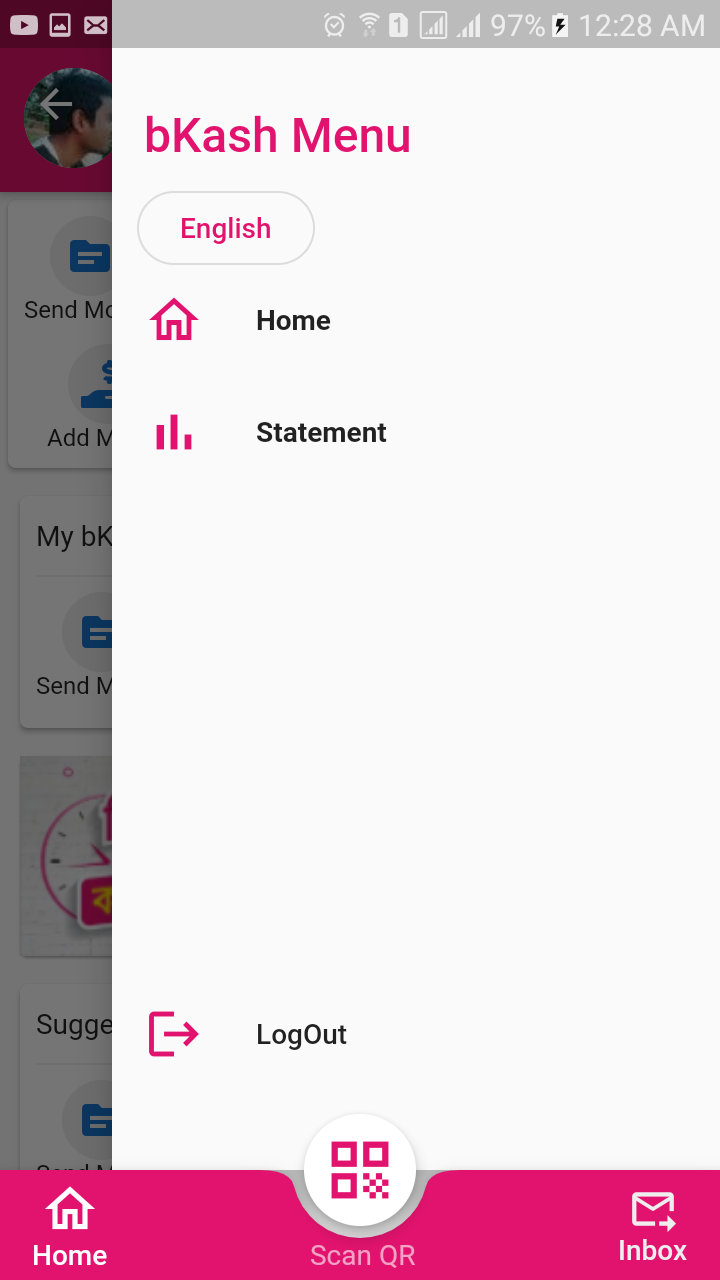 97% 12:28 AM
bKash Menu
English
Home
Statement
Send Mo
Add M
My bK
Send M
Sugge
LogOut
Home
Scan QR
Inbox